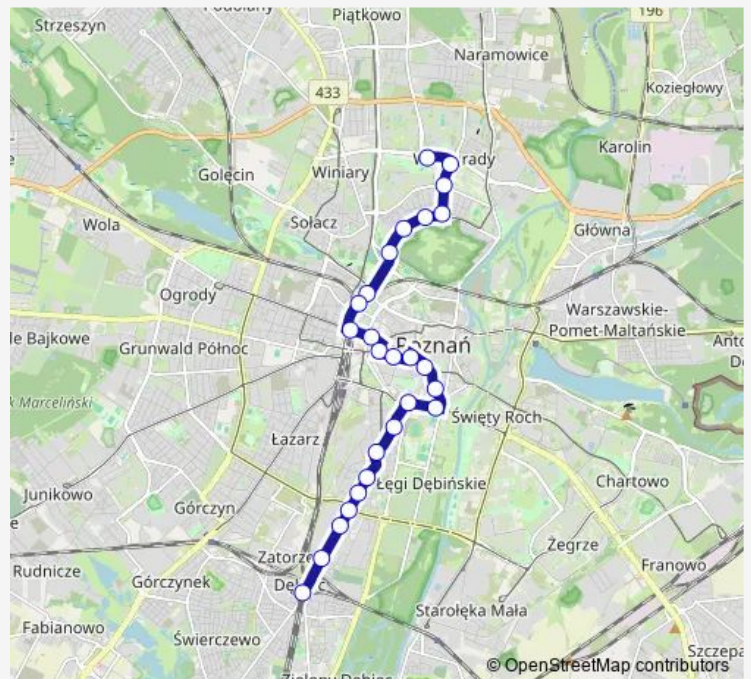 Piątkowo
196
Strzeszyn
Naramowice
Koziegłowy
433
Karolin
Golęcin
Winiary
Wola
Sołacz
Główna
Ogrody
Warszawskie-
Pomet-Maltańskie
le Bajkowe
Grunwald Północ
Poznań
k Marceliński
Święty Roch
Łazarz
Junikowo
Łęgi Dębińskie
Chartowo
Górczyn
Żegrze
Zatorze
Rudnicze
Górczynek
Franowo
Starołęka Mała
Fabianowo
Świerczewo
Szczepa
© OpenStreetMap contributors